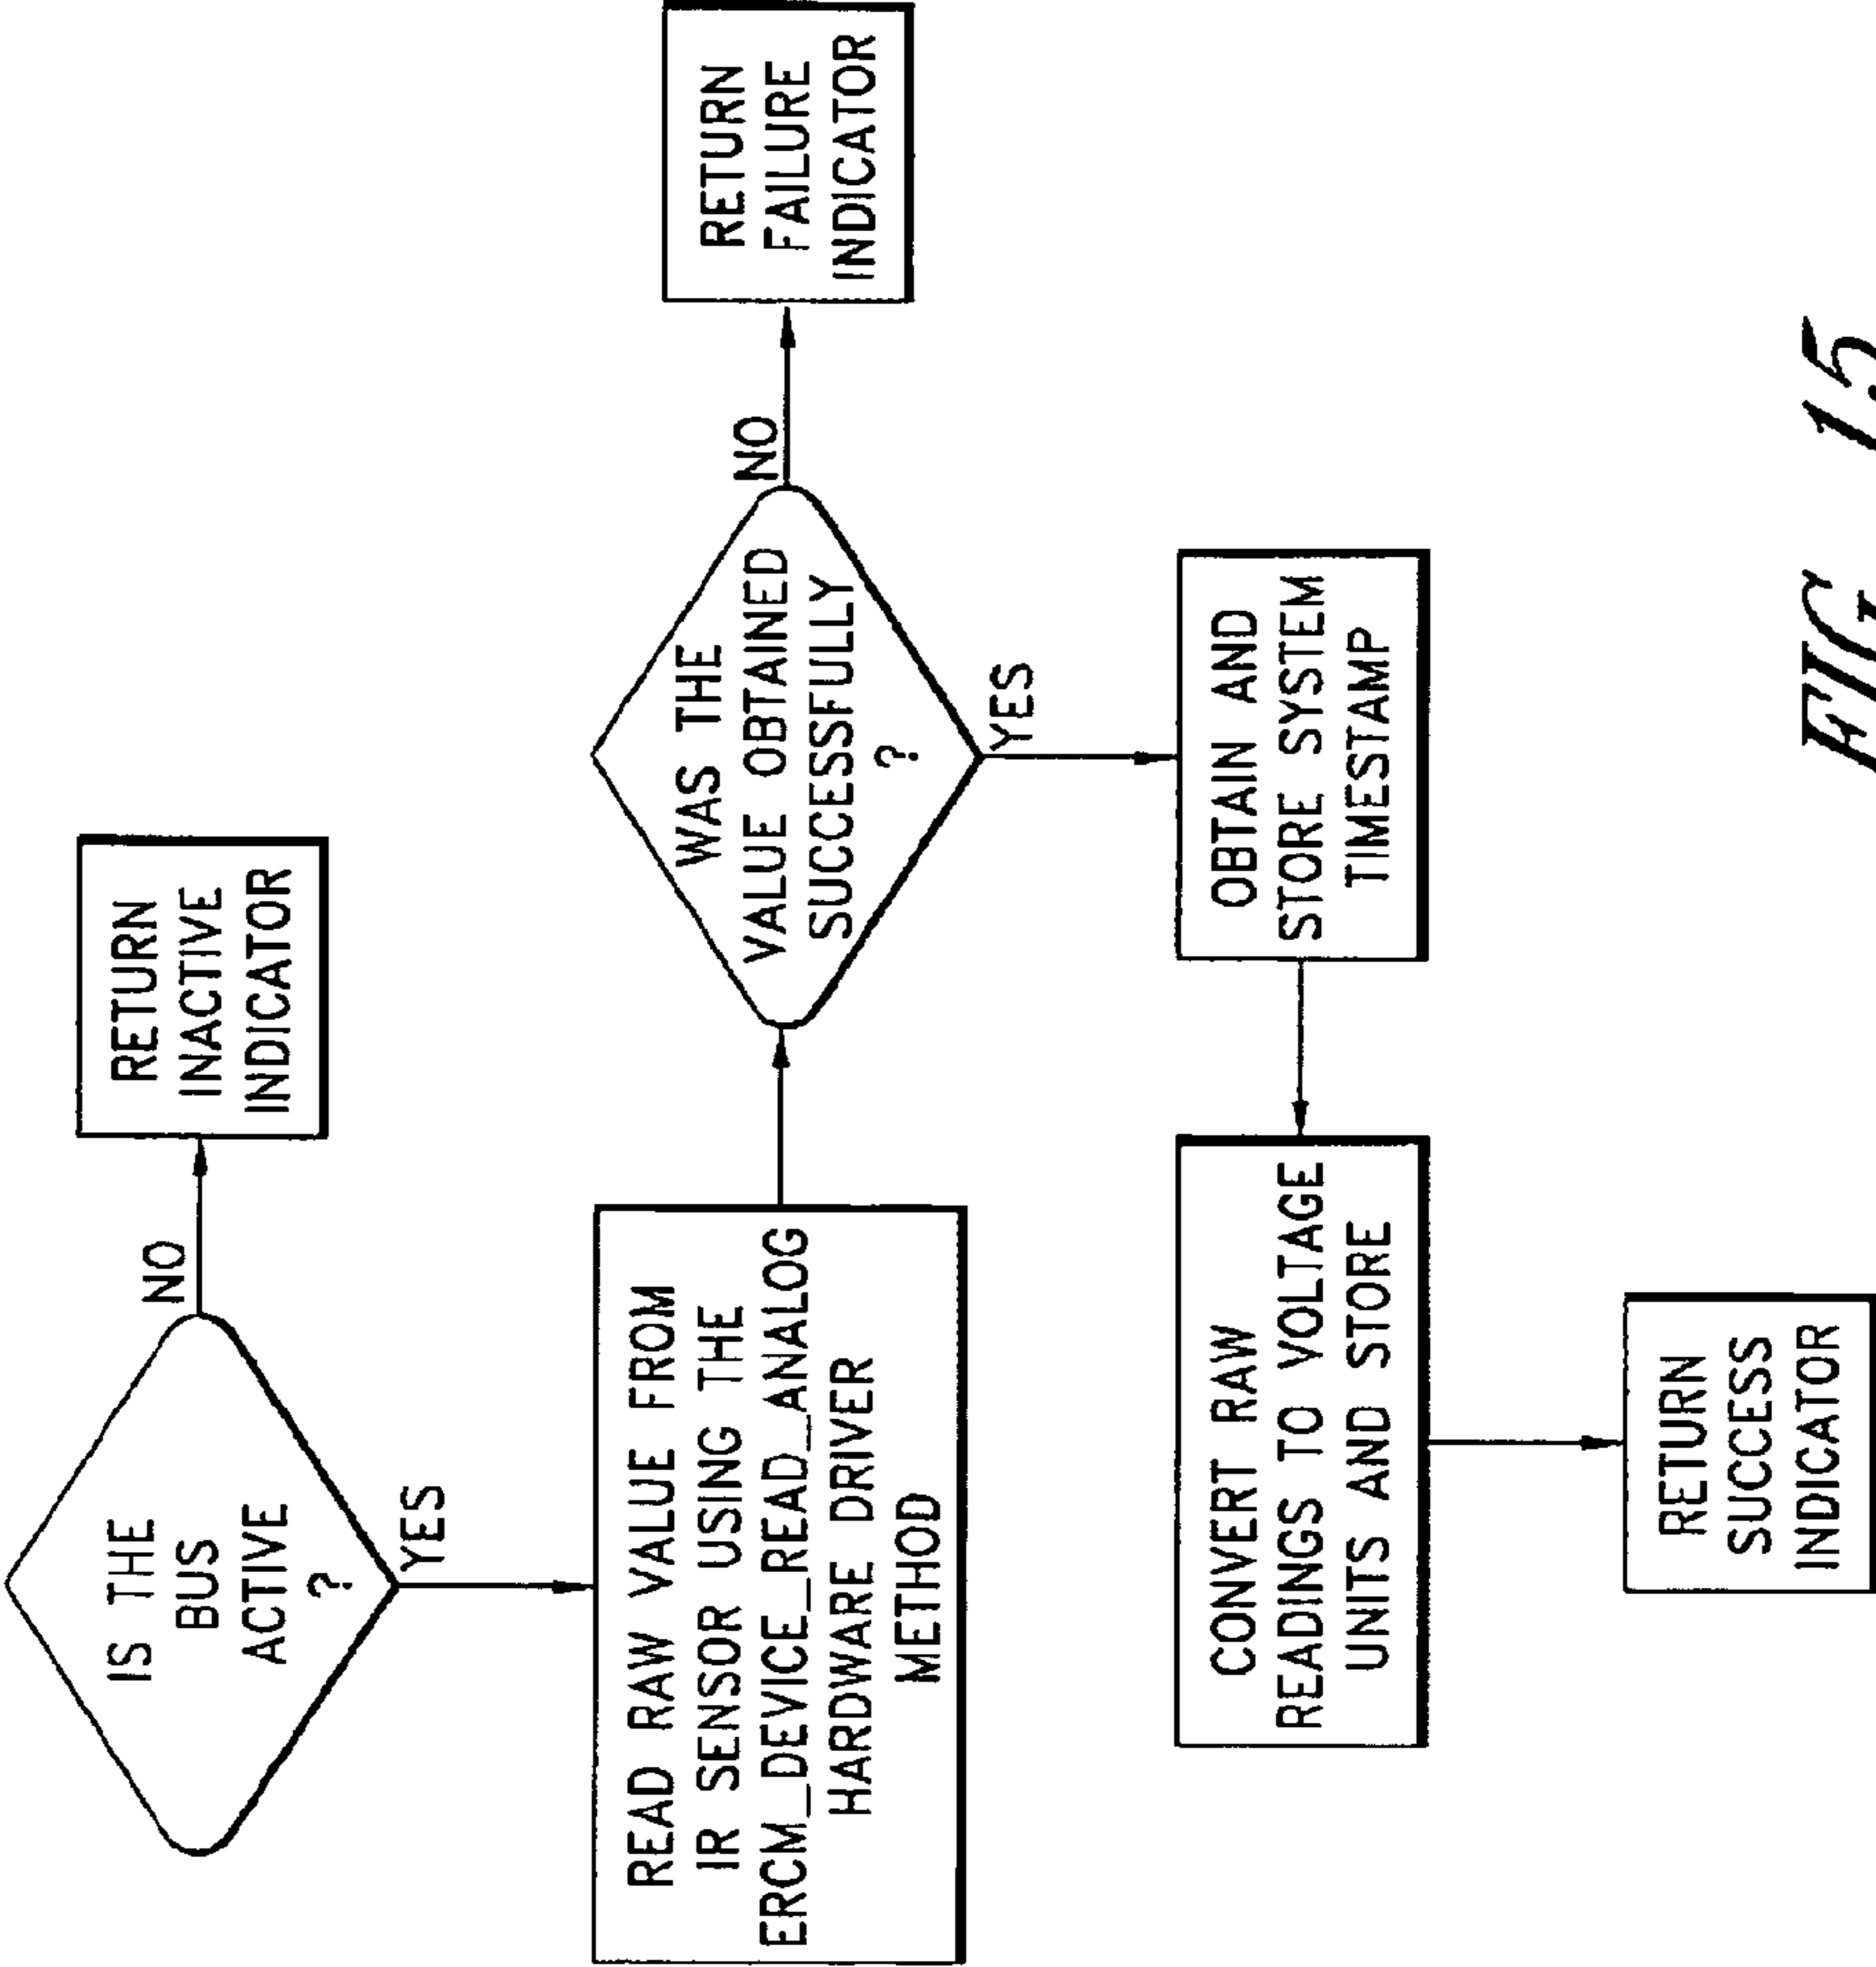 IS THE
BUS
ACTIVE
?
NO
RETURN
INACTIVE
INDICATOR
YES
READ RAW VALUE FROM
IR SENSOR USING THE
ERCM_DEVICE_READ_ANALOG
HARDWARE DRIVER
METHOD
WAS THE
VALUE OBTAINED
SUCCESSFULLY
?
NO
RETURN
FAILURE
INDICATOR
YES
OBTAIN AND
STORE SYSTEM
TIMESTAMP
CONVERT RAW
READINGS TO VOLTAGE
UNITS AND STORE
RETURN
SUCCESS
INDICATOR
FIG 15